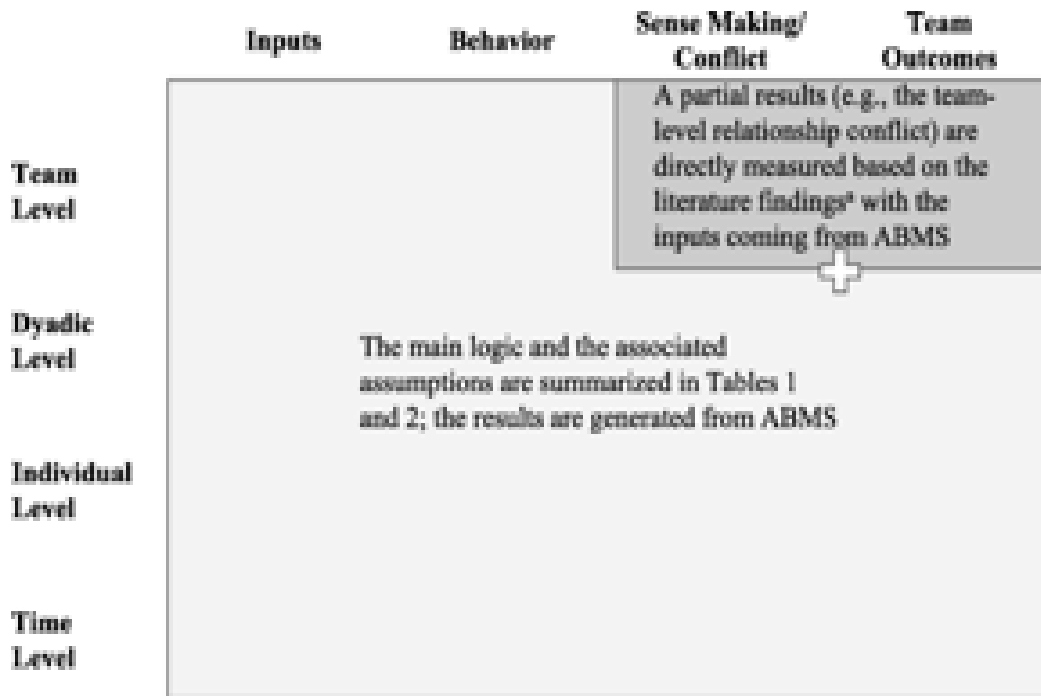 Inputs
Behavior
Sense Making/
Conflict
Team
Outcomes
Team
Level
A partial results (e.g., the team-
level relationship conflict) are
directly measured based on the
literature findingsª with the
inputs coming from ABMS
Dyadic
Level
The main logic and the associated
assumptions are summarized in Tables 1
and 2; the results are generated from ABMS
Individual
Level
Time
Level